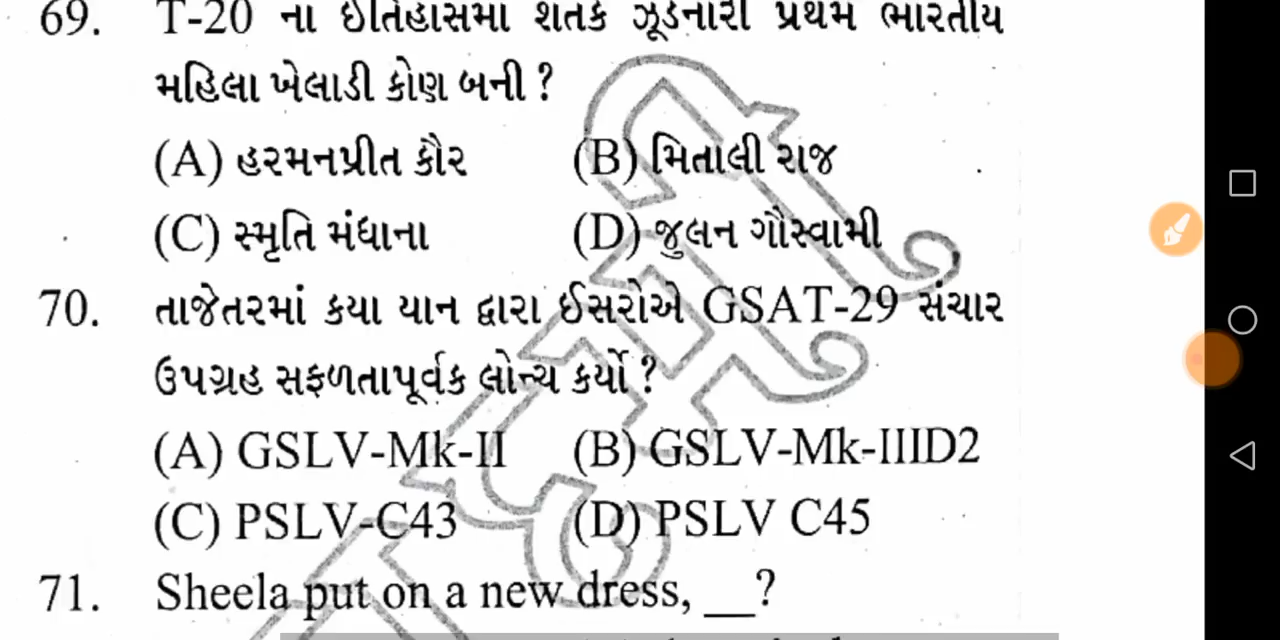 69. T-20 ના ઈતિહાસમાં શતક ઝૂડનારી પ્રથમ ભારતીય
મહિલા ખેલાડી કોણ બની ?
(A) હરમનપ્રીત કૌર (B) મિતાલી રાજ
(C) સ્મૃતિ મંધાના (D) જુલન ગૌસ્વામી
70. તાજેતરમાં કયા યાન દ્વારા ઈસરોએ GSAT-29 સંચાર
ઉપગ્રહ સફળતાપૂર્વક લોન્ચ કર્યો ?
(A) GSLV-Mk-II (B) GSLV-Mk-IIID2
(C) PSLV-C43 (D) PSLV C45
71. Sheela put on a new dress, __?